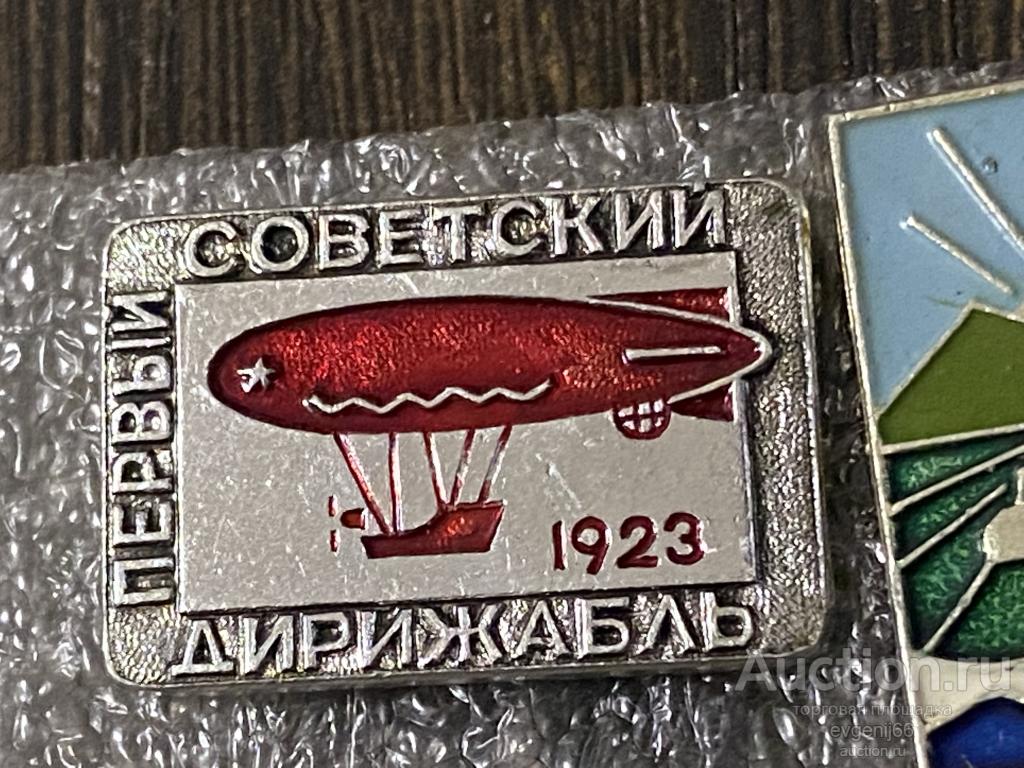 ПЕРВЫЙ
СОВЕТСКИЙ
ДИРИЖАБЛЬ
1923
Auction.ru
торговая площадка
evgenij66
auction.ru